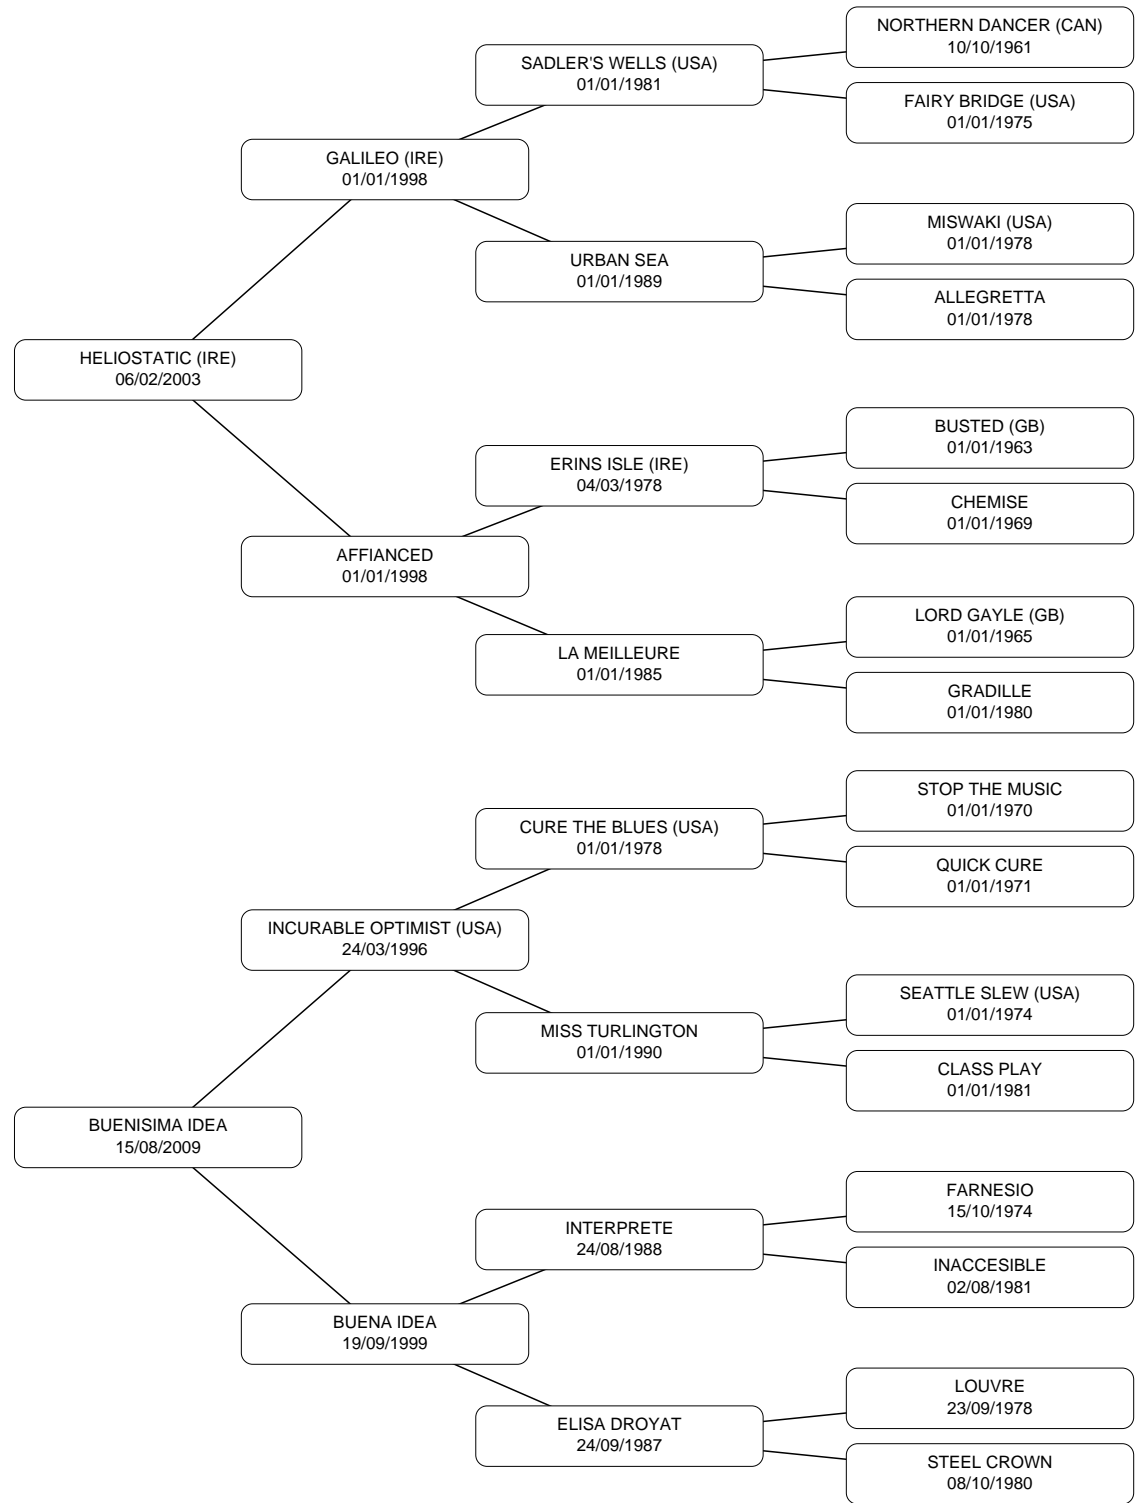 NORTHERN DANCER (CAN)
10/10/1961
SADLER'S WELLS (USA)
01/01/1981
FAIRY BRIDGE (USA)
01/01/1975
GALILEO (IRE)
01/01/1998
MISWAKI (USA)
01/01/1978
URBAN SEA
01/01/1989
ALLEGRETTA
01/01/1978
HELIOSTATIC (IRE)
06/02/2003
BUSTED (GB)
01/01/1963
ERINS ISLE (IRE)
04/03/1978
CHEMISE
01/01/1969
AFFIANCED
01/01/1998
LORD GAYLE (GB)
01/01/1965
LA MEILLEURE
01/01/1985
GRADILLE
01/01/1980
STOP THE MUSIC
01/01/1970
CURE THE BLUES (USA)
01/01/1978
QUICK CURE
01/01/1971
INCURABLE OPTIMIST (USA)
24/03/1996
SEATTLE SLEW (USA)
01/01/1974
MISS TURLINGTON
01/01/1990
CLASS PLAY
01/01/1981
BUENISIMA IDEA
15/08/2009
FARNESIO
15/10/1974
INTERPRETE
24/08/1988
INACCESIBLE
02/08/1981
BUENA IDEA
19/09/1999
LOUVRE
23/09/1978
ELISA DROYAT
24/09/1987
STEEL CROWN
08/10/1980